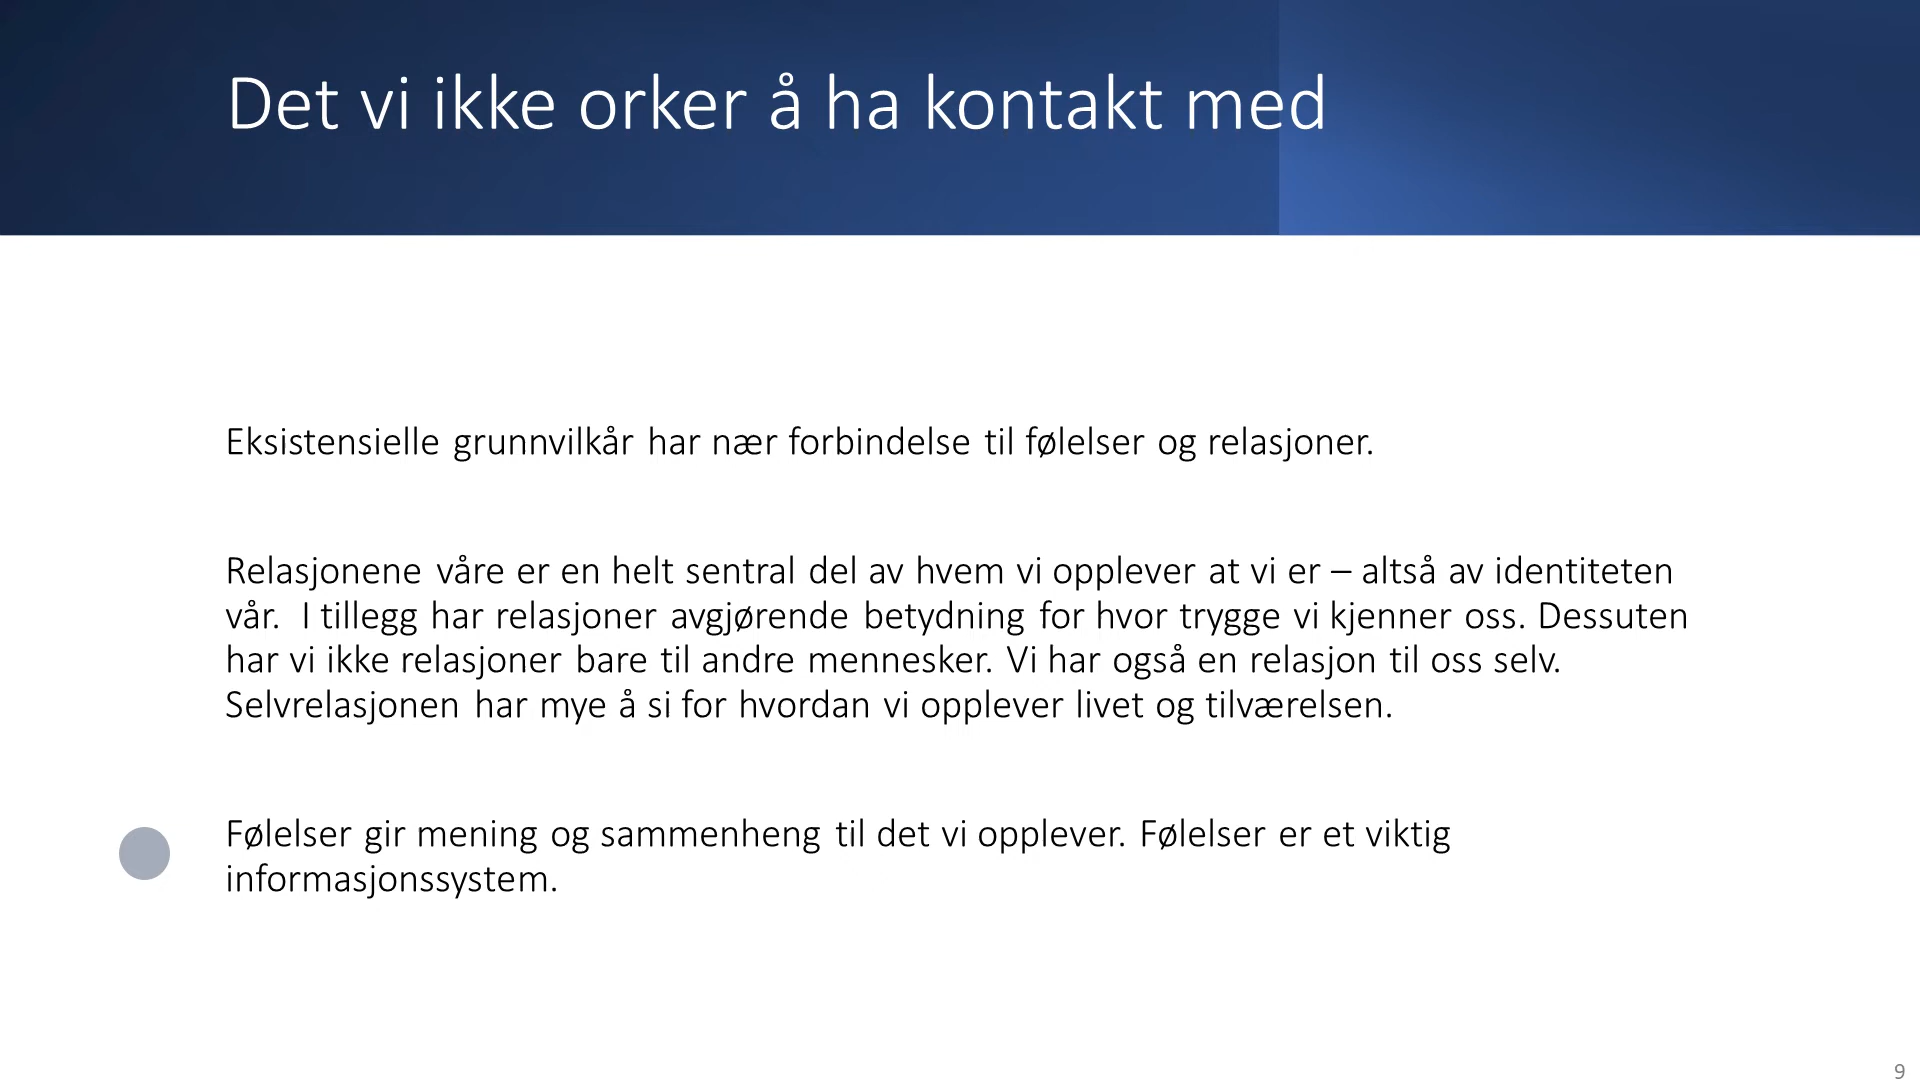 Det vi ikke orker å ha kontakt med
Eksistensielle grunnvilkår har nær forbindelse til følelser og relasjoner.
Relasjonene våre er en helt sentral del av hvem vi opplever at vi er – altså av identiteten
vår.  I tillegg har relasjoner avgjørende betydning for hvor trygge vi kjenner oss. Dessuten
har vi ikke relasjoner bare til andre mennesker. Vi har også en relasjon til oss selv.
Selvrelasjonen har mye å si for hvordan vi opplever livet og tilværelsen.
Følelser gir mening og sammenheng til det vi opplever. Følelser er et viktig
informasjonssystem.
9